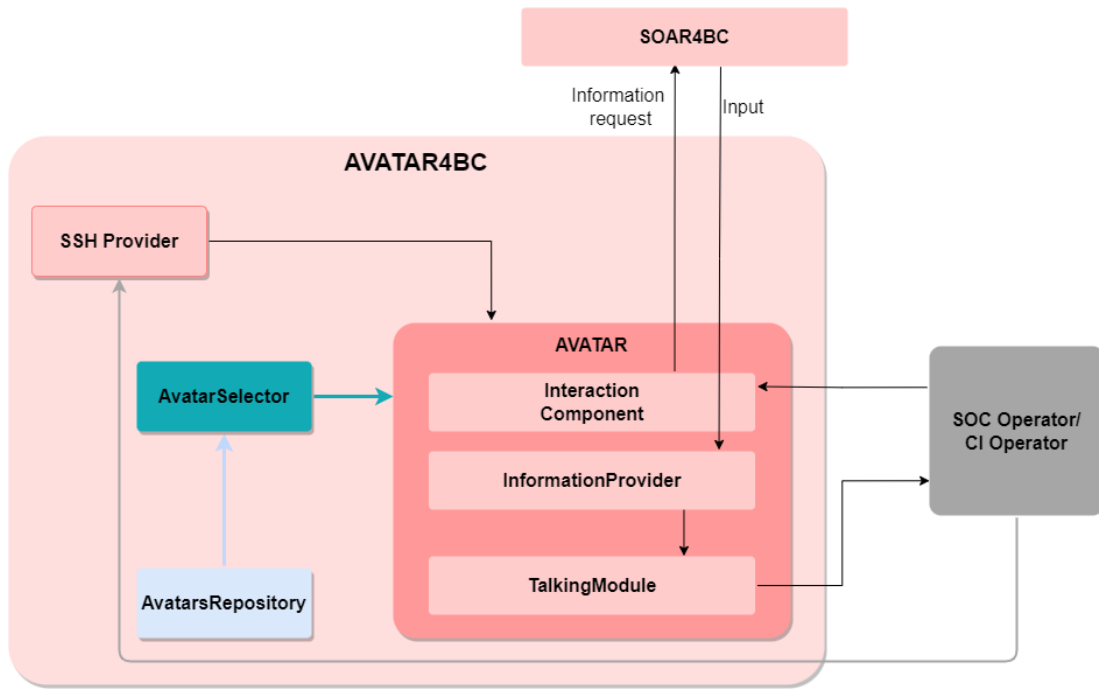 SOAR4BC
Information
request
Input
AVATAR4BC
SSH Provider
AVATAR
AvatarSelector
Interaction
Component
SOC Operator/
CI Operator
InformationProvider
TalkingModule
AvatarsRepository